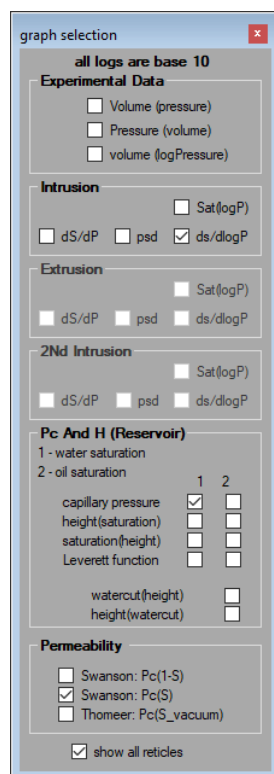 graph selection x
all logs are base 10
Experimental Data
Volume (pressure)
Pressure (volume)
volume (logPressure)
Intrusion
Sat(logP)
dS/dP psd ds/dlogP
Extrusion
Sat(logP)
dS/dP psd ds/dlogP
2Nd Intrusion
Sat(logP)
dS/dP psd ds/dlogP
Pc And H (Reservoir)
1 - water saturation
2 - oil saturation
1 2
capillary pressure
height(saturation)
saturation(height)
Leverett function
watercut(height)
height(watercut)
Permeability
Swanson: Pc(1-S)
Swanson: Pc(S)
Thomeer: Pc(S_vacuum)
show all reticles